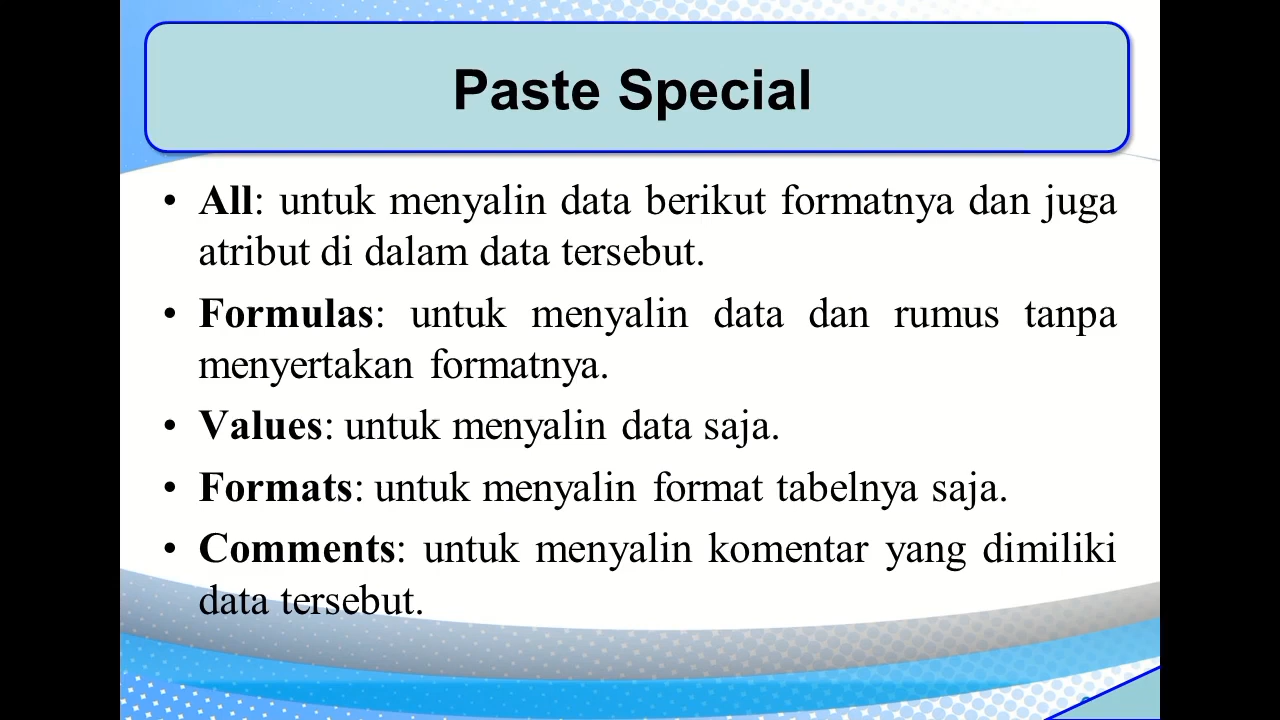 Paste Special
• All: untuk menyalin data berikut formatnya dan juga
atribut di dalam data tersebut.
• Formulas: untuk menyalin data dan rumus tanpa
menyertakan formatnya.
• Values: untuk menyalin data saja.
• Formats: untuk menyalin format tabelnya saja.
• Comments: untuk menyalin komentar yang dimiliki
data tersebut.